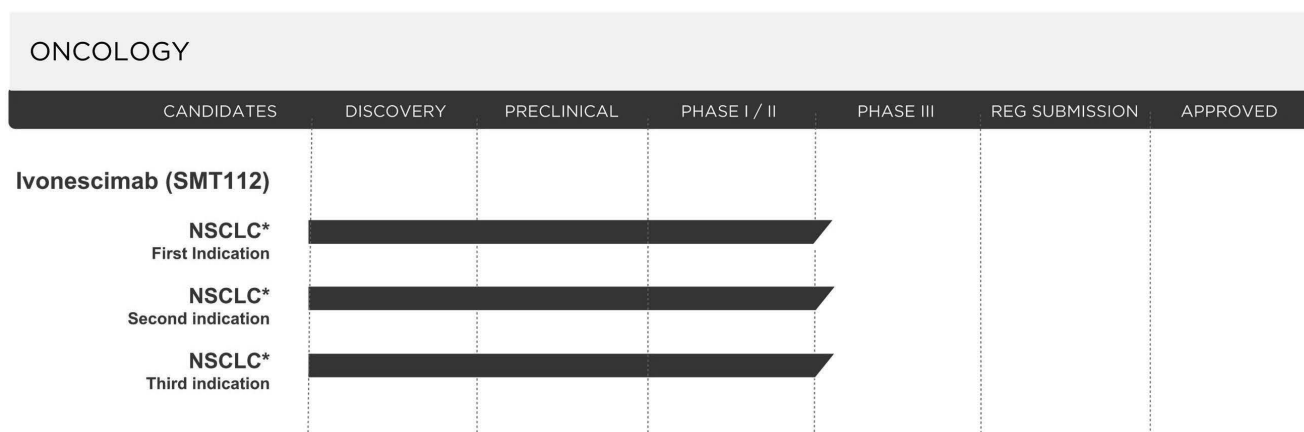 ONCOLOGY
CANDIDATES DISCOVERY PRECLINICAL PHASE I / II PHASE III REG SUBMISSION APPROVED
Ivonescimab (SMT112)
NSCLC*
First Indication
NSCLC*
Second indication
NSCLC*
Third indication